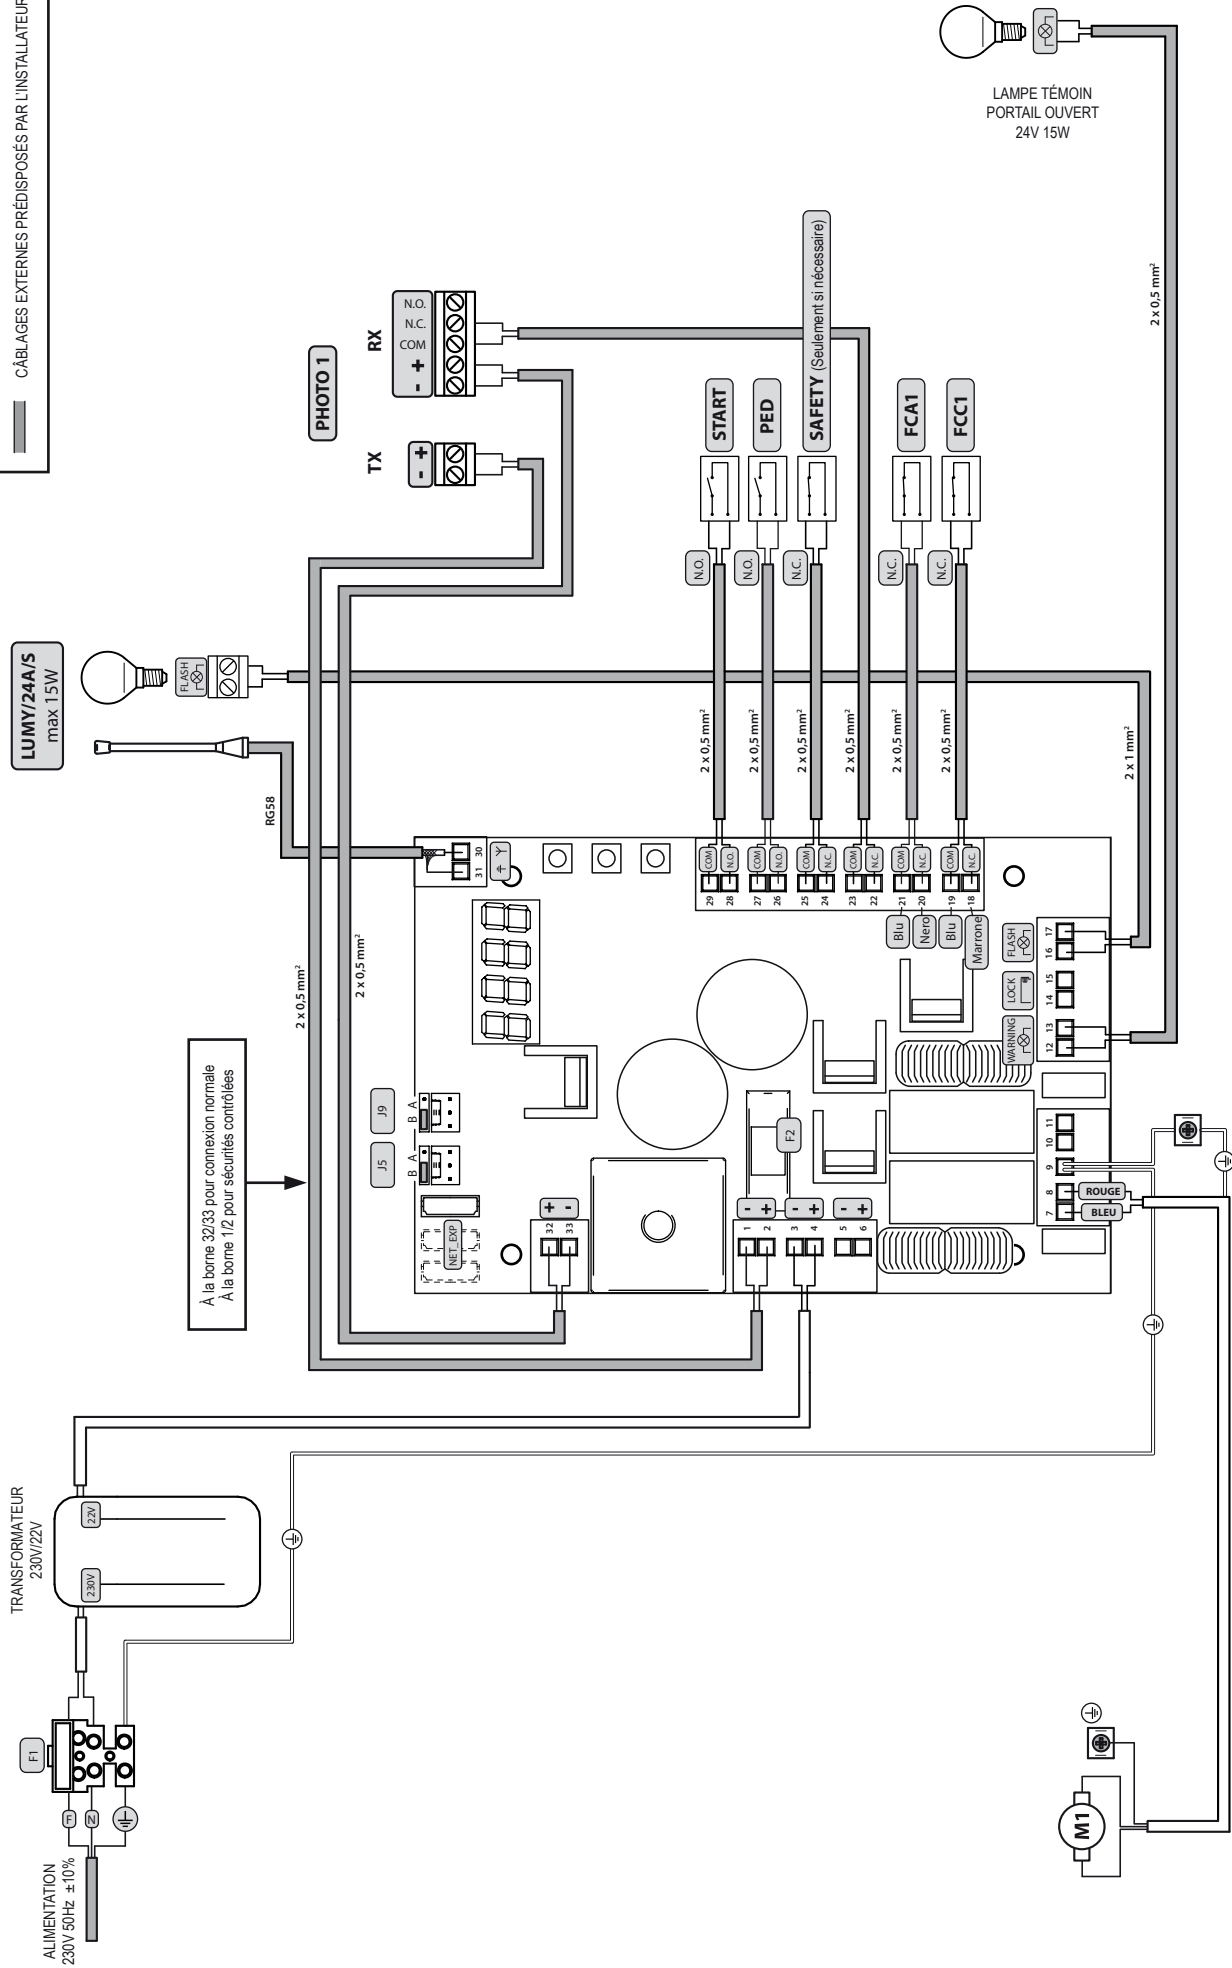 CÂBLAGES EXTERNES PRÉDISPOSÉS PAR L'INSTALLATEUR
LAMPE TÉMOIN
PORTAIL OUVERT
24V 15W
2 x 0,5 mm²
LUMY/24A/S
max 15W
FLASH
RG58
PHOTO 1
TX
- +
RX
- +
COM
N.C.
N.O.
START
PED
SAFETY (Seulement si nécessaire)
FCA1
FCC1
N.O.
N.O.
N.C.
N.C.
N.C.
2 x 0,5 mm²
2 x 0,5 mm²
2 x 0,5 mm²
2 x 0,5 mm²
2 x 0,5 mm²
2 x 0,5 mm²
2 x 1 mm²
2 x 0,5 mm²
2 x 0,5 mm²
À la borne 32/33 pour connexion normale
À la borne 1/2 pour sécurités contrôlées
31 30
29 COM
28 N.O.
27 COM
26 N.O.
25 COM
24 N.C.
23 COM
22 N.C.
21 COM
20 N.C.
19 COM
18 N.C.
Blu
Nero
Blu
Marrone
FLASH
LOCK
WARNING
12 13 14 15 16 17
J5
J9
B A
B A
NET_EXP
32 +
33 -
F2
1 -
2 +
3 -
4 +
5 -
6 +
7 8 9 10 11
ROUGE
BLEU
TRANSFORMATEUR
230V/22V
230V
22V
F1
F
N
ALIMENTATION
230V 50Hz ±10%
M1